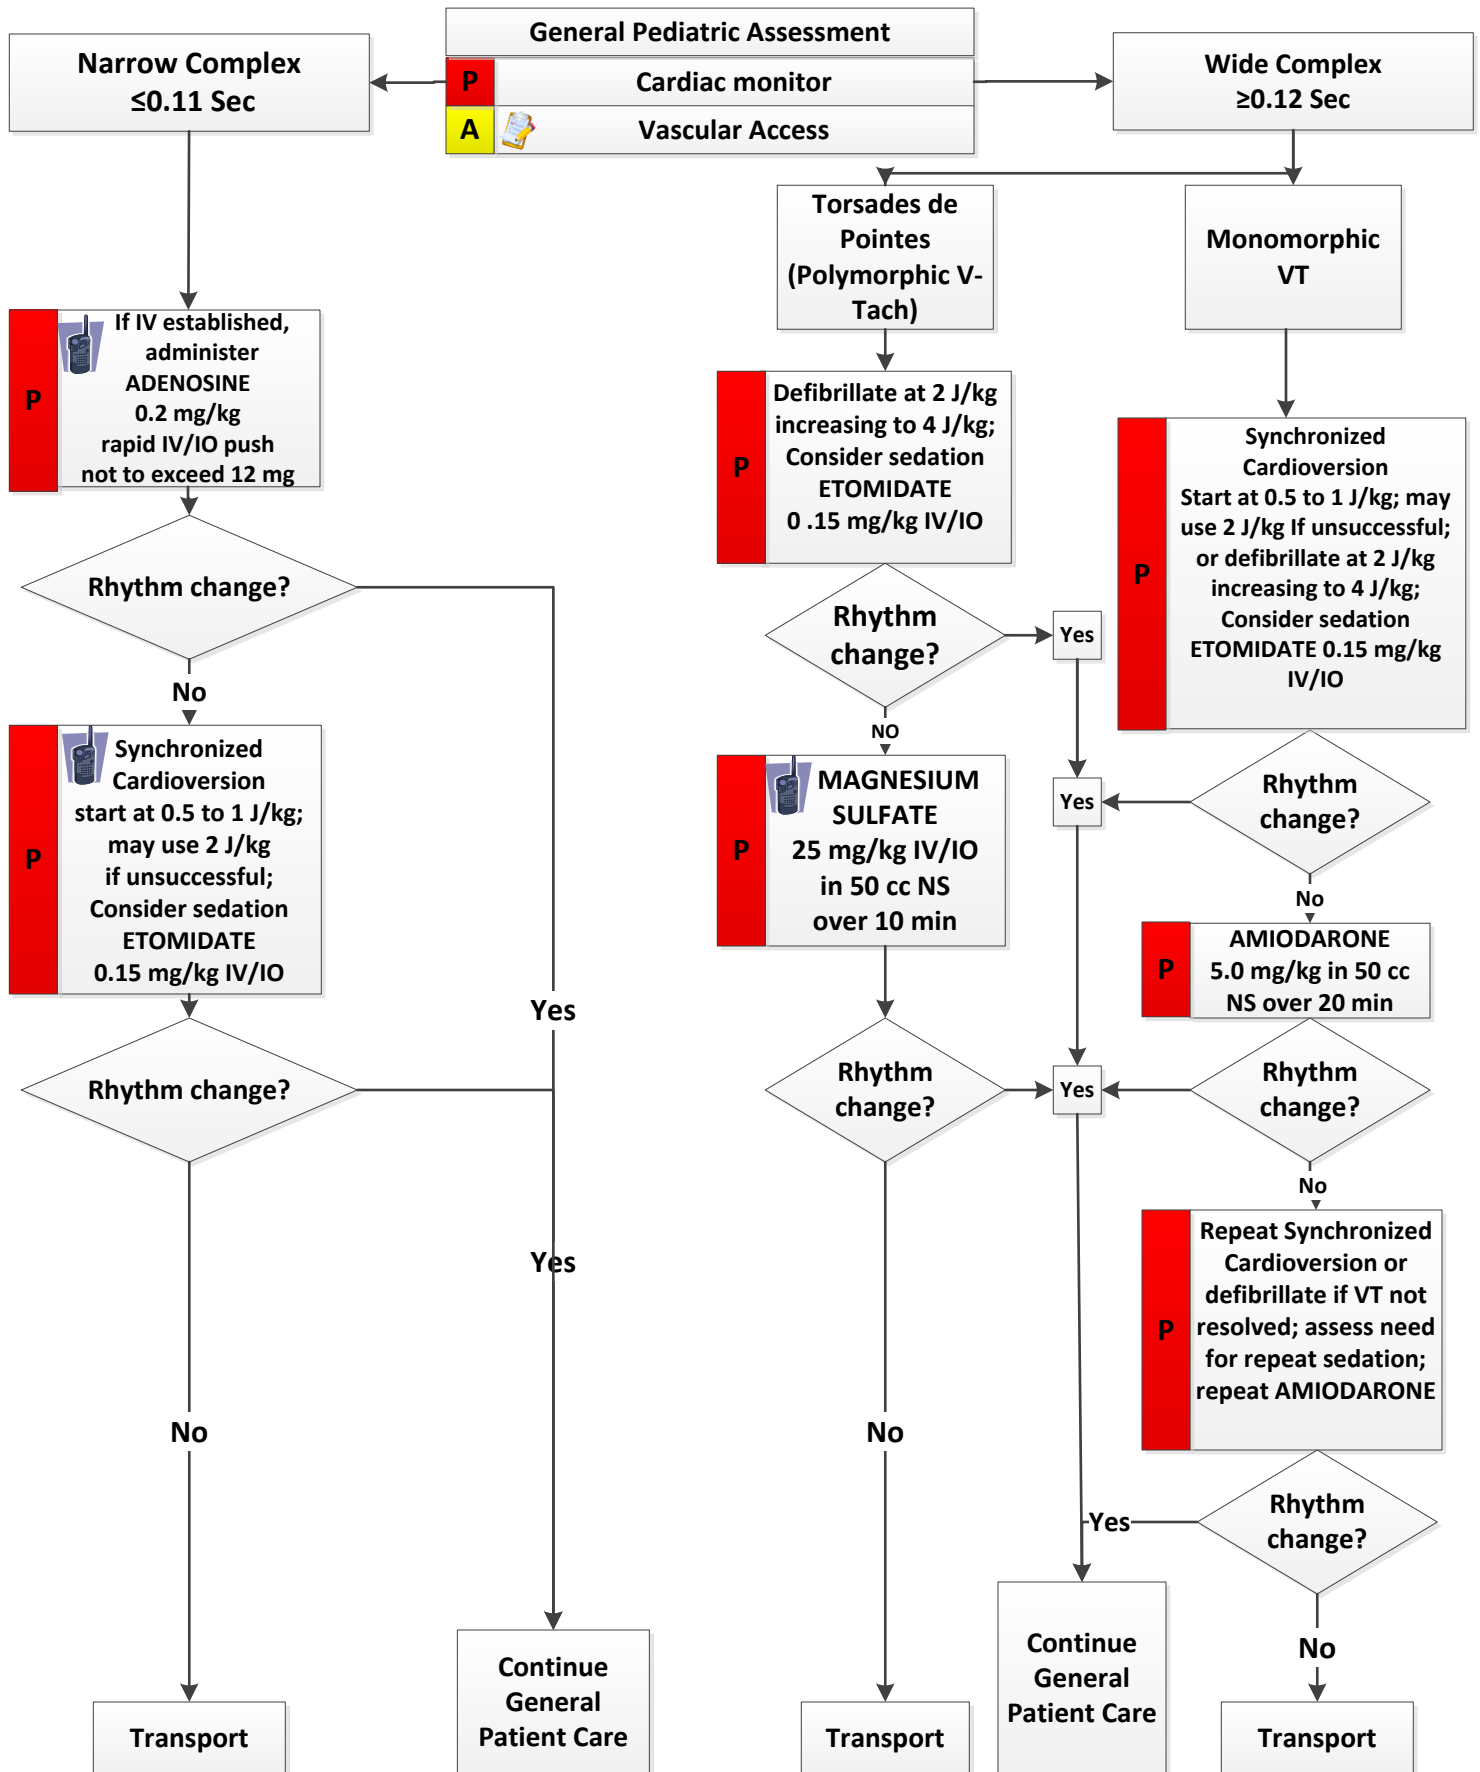 General Pediatric Assessment
P
Cardiac monitor
A
Vascular Access
Narrow Complex
≤0.11 Sec
Wide Complex
≥0.12 Sec
P
If IV established,
administer
ADENOSINE
0.2 mg/kg
rapid IV/IO push
not to exceed 12 mg
Rhythm change?
No
P
Synchronized
Cardioversion
start at 0.5 to 1 J/kg;
may use 2 J/kg
if unsuccessful;
Consider sedation
ETOMIDATE
0.15 mg/kg IV/IO
Rhythm change?
Yes
Yes
No
Transport
Continue
General
Patient Care
Torsades de
Pointes
(Polymorphic V-
Tach)
P
Defibrillate at 2 J/kg
increasing to 4 J/kg;
Consider sedation
ETOMIDATE
0 .15 mg/kg IV/IO
Rhythm
change?
Yes
NO
P
MAGNESIUM
SULFATE
25 mg/kg IV/IO
in 50 cc NS
over 10 min
Rhythm
change?
Yes
No
Transport
Monomorphic
VT
P
Synchronized
Cardioversion
Start at 0.5 to 1 J/kg; may
use 2 J/kg If unsuccessful;
or defibrillate at 2 J/kg
increasing to 4 J/kg;
Consider sedation
ETOMIDATE 0.15 mg/kg
IV/IO
Rhythm
change?
Yes
No
P
AMIODARONE
5.0 mg/kg in 50 cc
NS over 20 min
Rhythm
change?
No
P
Repeat Synchronized
Cardioversion or
defibrillate if VT not
resolved; assess need
for repeat sedation;
repeat AMIODARONE
Rhythm
change?
Yes
No
Continue
General
Patient Care
Transport